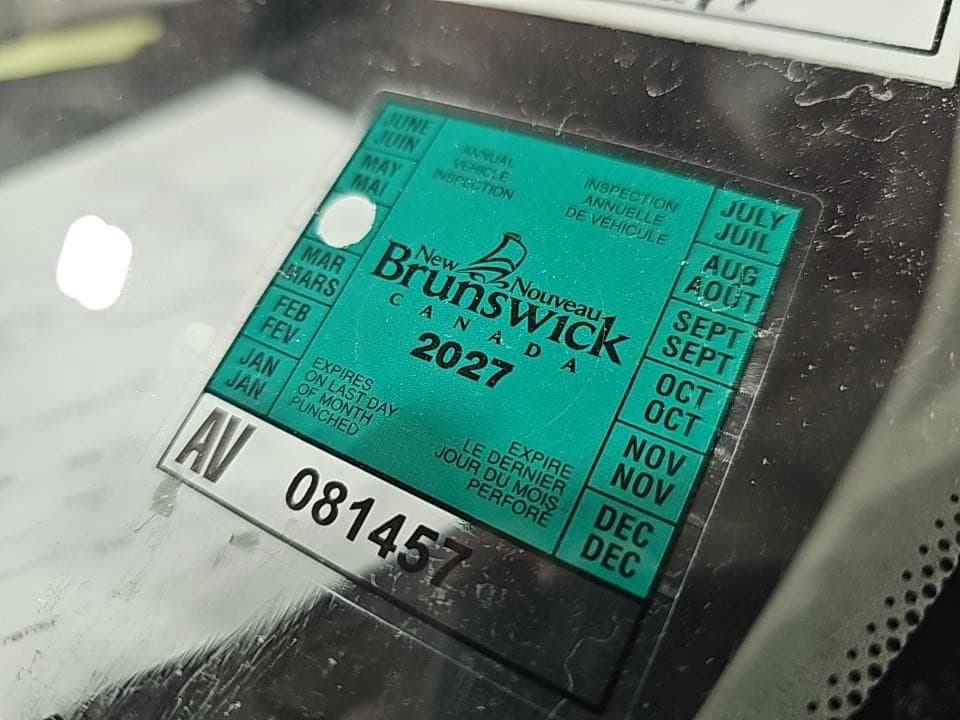 JUNE
JUIN
MAY
MAI
MAR
MARS
FEB
FEV
JAN
JAN
ANNUAL
VEHICLE
INSPECTION
INSPECTION
ANNUELLE
DE VÉHICULE
New Nouveau
Brunswick
CANADA
2027
EXPIRES
ON LAST DAY
OF MONTH
PUNCHED
EXPIRE
LE DERNIER
JOUR DU MOIS
PERFORÉ
JULY
JUIL
AUG
AOUT
SEPT
SEPT
OCT
OCT
NOV
NOV
DEC
DEC
AV 081457